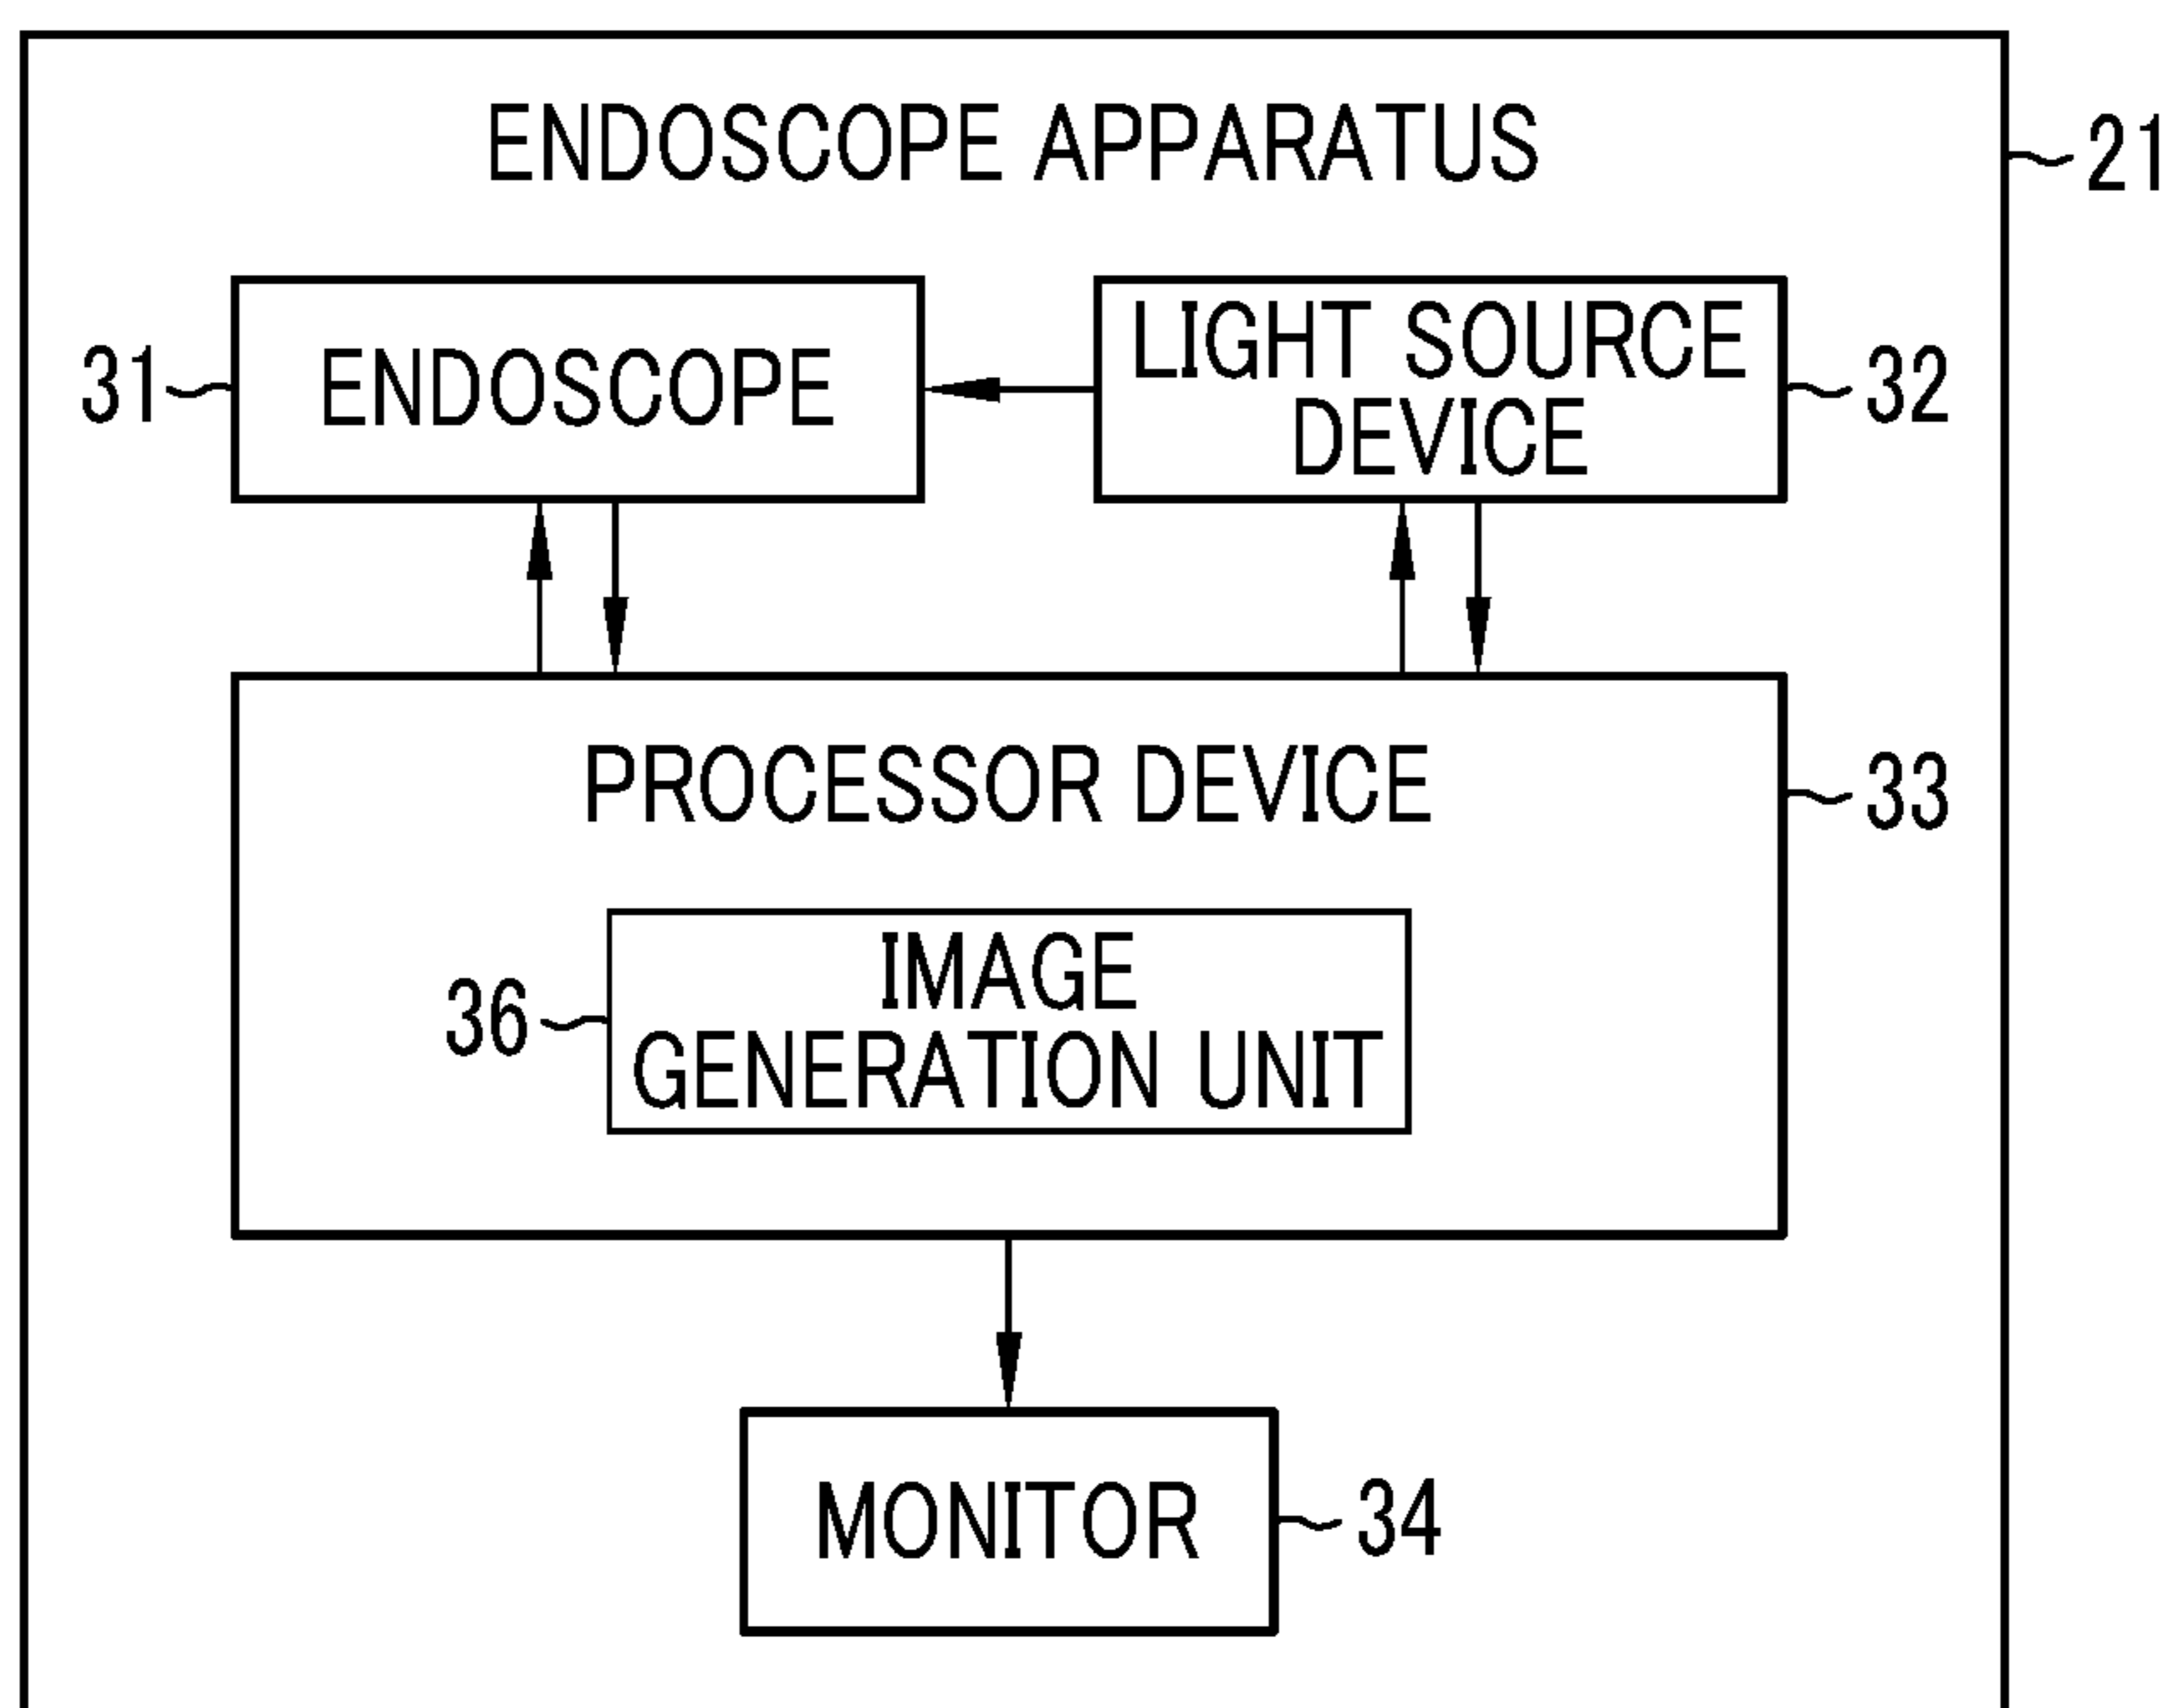 ENDOSCOPE APPARATUS
21
31
ENDOSCOPE
LIGHT SOURCE
DEVICE
32
PROCESSOR DEVICE
33
36
IMAGE
GENERATION UNIT
MONITOR
34